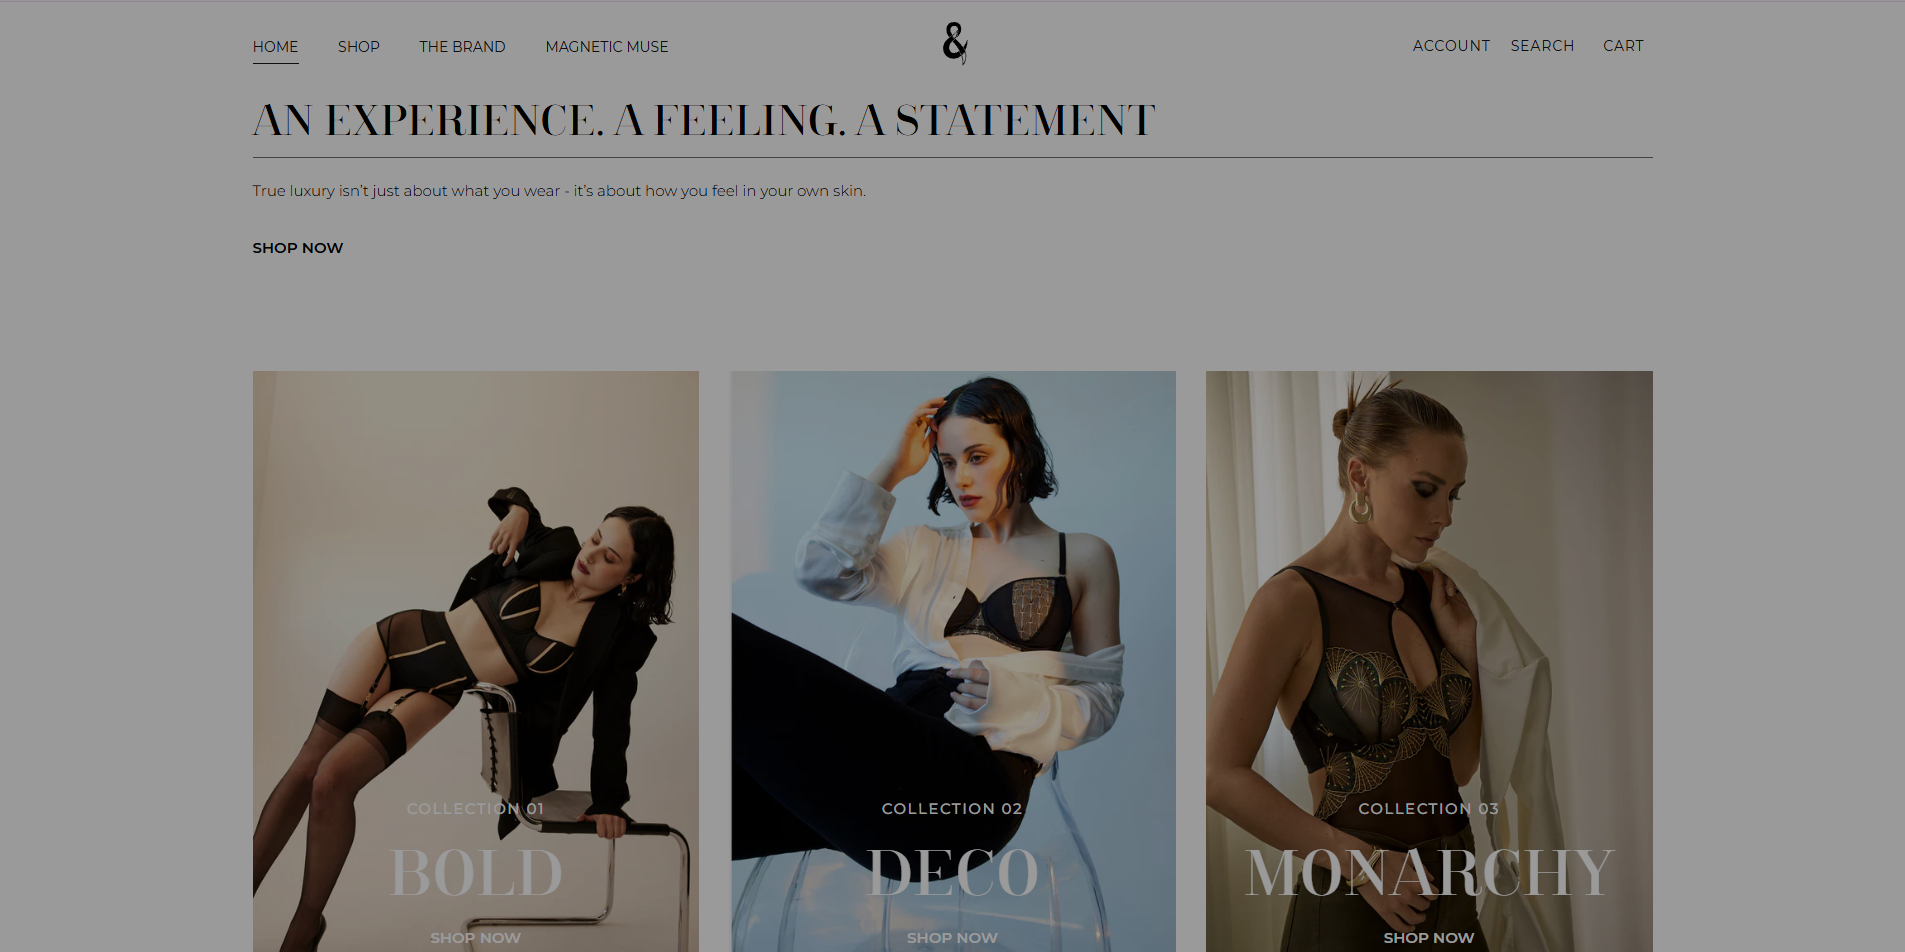 HOME SHOP THE BRAND MAGNETIC MUSE & ACCOUNT SEARCH CART
AN EXPERIENCE. A FEELING. A STATEMENT
True luxury isn't just about what you wear - it's about how you feel in your own skin.
SHOP NOW
COLLECTION 01
BOLD
SHOP NOW
COLLECTION 02
DECO
SHOP NOW
COLLECTION 03
MONARCHY
SHOP NOW